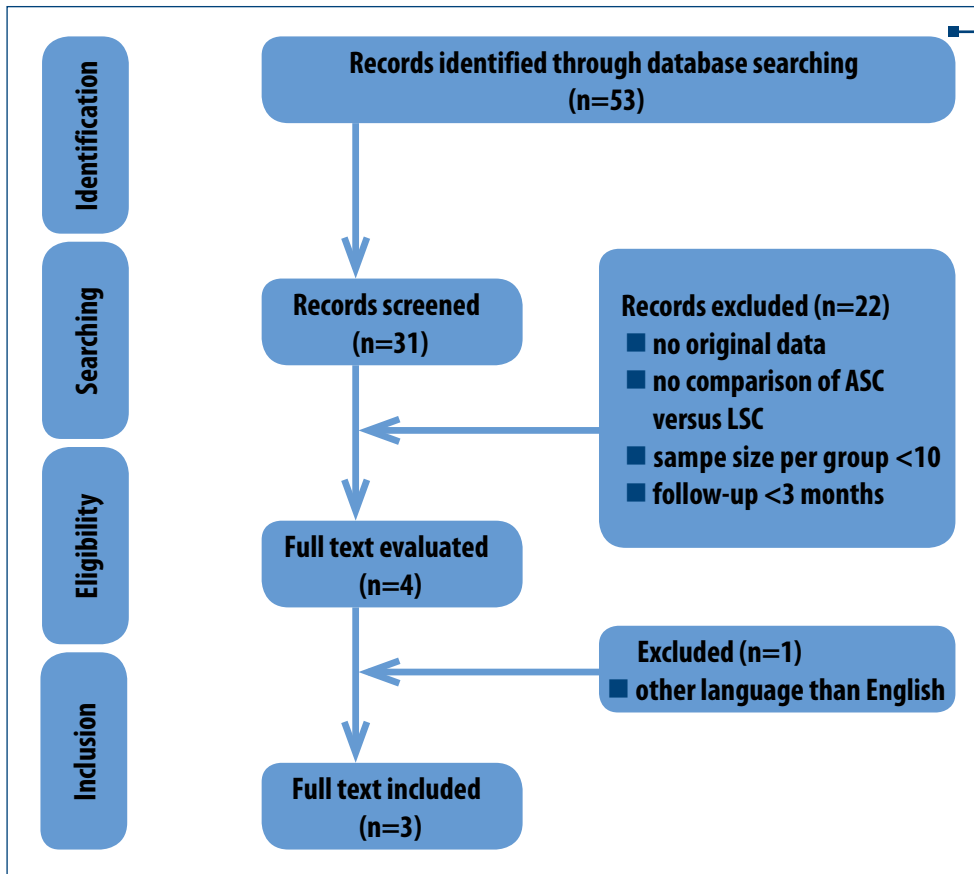 Identification
Records identified through database searching
(n=53)
Searching
Records screened
(n=31)
Records excluded (n=22)
no original data
no comparison of ASC
versus LSC
sampe size per group <10
follow-up <3 months
Eligibility
Full text evaluated
(n=4)
Excluded (n=1)
other language than English
Inclusion
Full text included
(n=3)